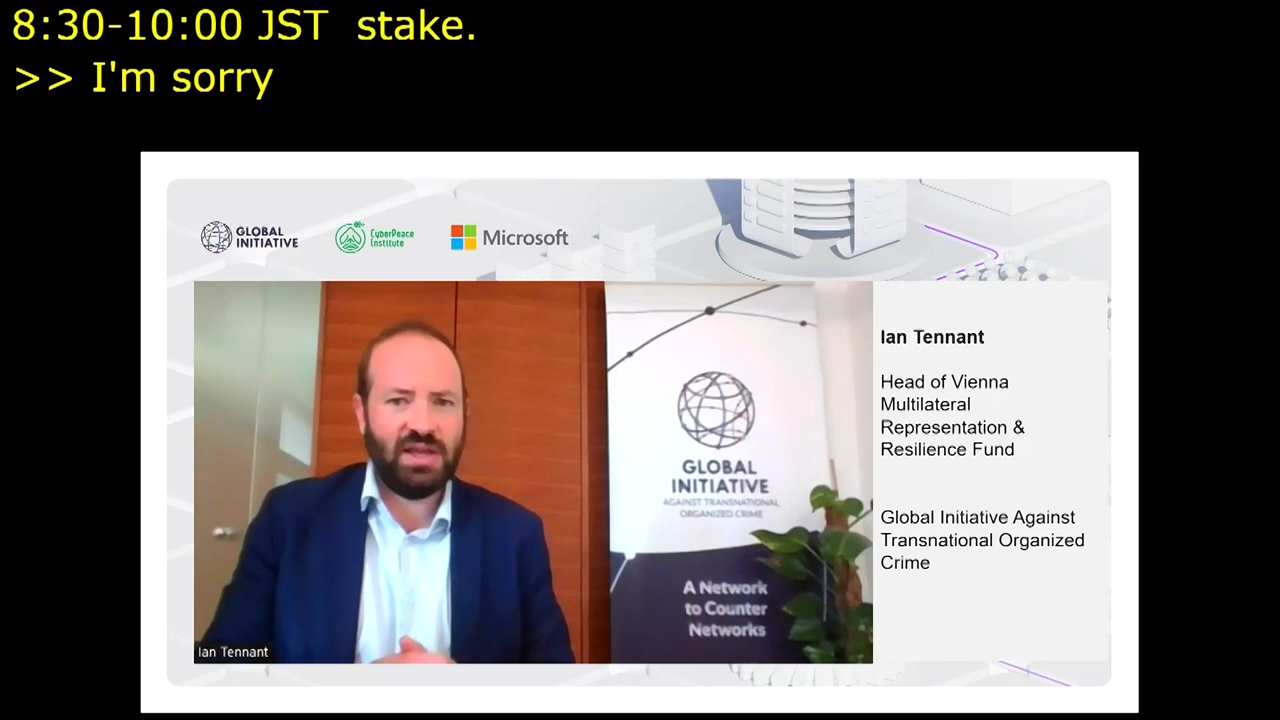 8:30-10:00 JST  stake.
>> I'm sorry
GLOBAL
INITIATIVE
CyberPeace
Institute
Microsoft
GLOBAL
INITIATIVE
AGAINST TRANSNATIONAL
ORGANIZED CRIME
A Network
to Counter
Networks
Ian Tennant
Ian Tennant
Head of Vienna
Multilateral
Representation &
Resilience Fund
Global Initiative Against
Transnational Organized
Crime